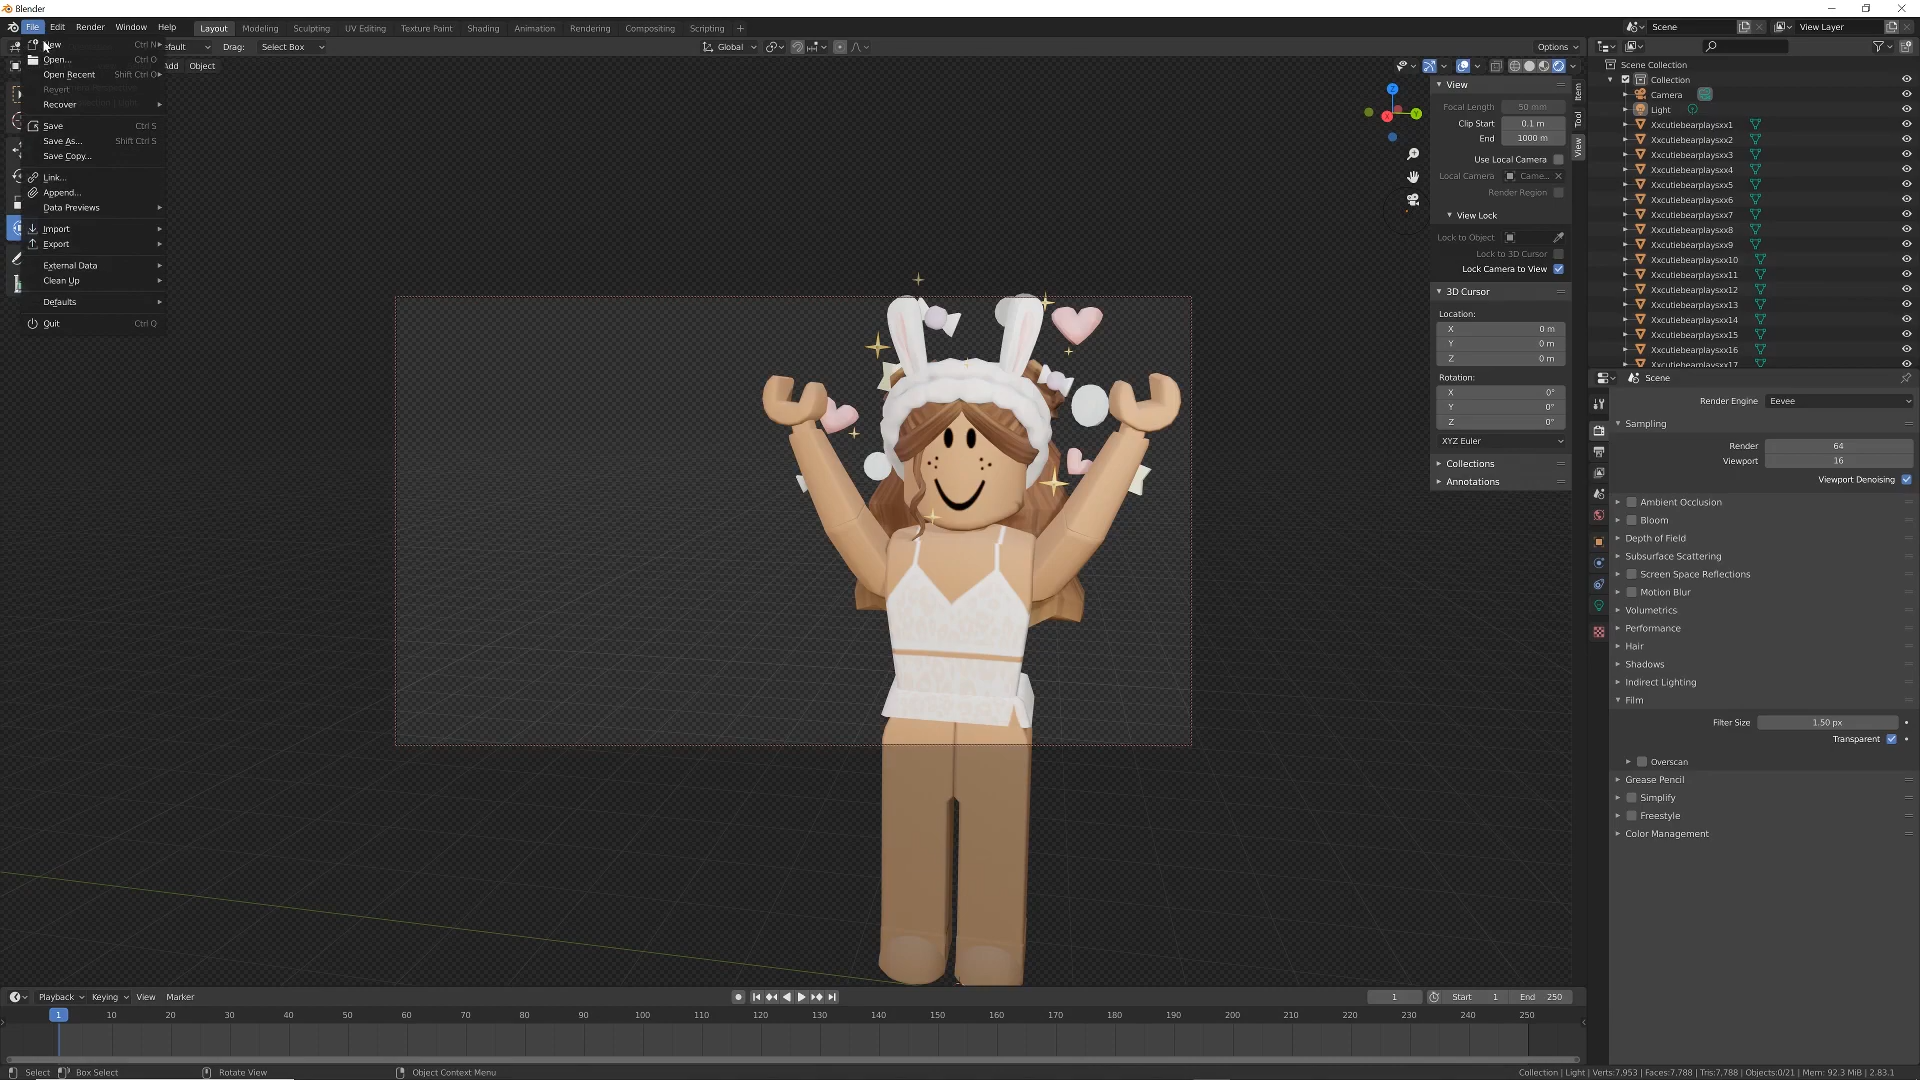 Blender
File Edit Render Window Help
Layout Modeling Sculpting UV Editing Texture Paint Shading Animation Rendering Compositing Scripting +
Scene
View Layer
Drag: Select Box
Global
Options
Object
New Ctrl N
Open... Ctrl O
Open Recent Shift Ctrl O
Revert
Recover
Save Ctrl S
Save As... Shift Ctrl S
Save Copy...
Link...
Append...
Data Previews
Import
Export
External Data
Clean Up
Defaults
Quit Ctrl Q
View
Focal Length 50 mm
Clip Start 0.1 m
End 1000 m
Use Local Camera
Local Camera Came...
Render Region
View Lock
Lock to Object
Lock to 3D Cursor
Lock Camera to View
3D Cursor
Location:
X 0 m
Y 0 m
Z 0 m
Rotation:
X 0°
Y 0°
Z 0°
XYZ Euler
Collections
Annotations
Item
Tool
View
Scene Collection
Collection
Camera
Light
Xxcutiebearplaysxx1
Xxcutiebearplaysxx2
Xxcutiebearplaysxx3
Xxcutiebearplaysxx4
Xxcutiebearplaysxx5
Xxcutiebearplaysxx6
Xxcutiebearplaysxx7
Xxcutiebearplaysxx8
Xxcutiebearplaysxx9
Xxcutiebearplaysxx10
Xxcutiebearplaysxx11
Xxcutiebearplaysxx12
Xxcutiebearplaysxx13
Xxcutiebearplaysxx14
Xxcutiebearplaysxx15
Xxcutiebearplaysxx16
Xxcutiebearplaysxx17
Scene
Render Engine Eevee
Sampling
Render 64
Viewport 16
Viewport Denoising
Ambient Occlusion
Bloom
Depth of Field
Subsurface Scattering
Screen Space Reflections
Motion Blur
Volumetrics
Performance
Hair
Shadows
Indirect Lighting
Film
Filter Size 1.50 px
Transparent
Overscan
Grease Pencil
Simplify
Freestyle
Color Management
Playback Keying View Marker
1 Start 1 End 250
1 10 20 30 40 50 60 70 80 90 100 110 120 130 140 150 160 170 180 190 200 210 220 230 240 250
Select Box Select Rotate View Object Context Menu
Collection | Light | Verts:7,953 | Faces:7,788 | Tris:7,788 | Objects:0/21 | Mem: 92.3 MiB | 2.83.1